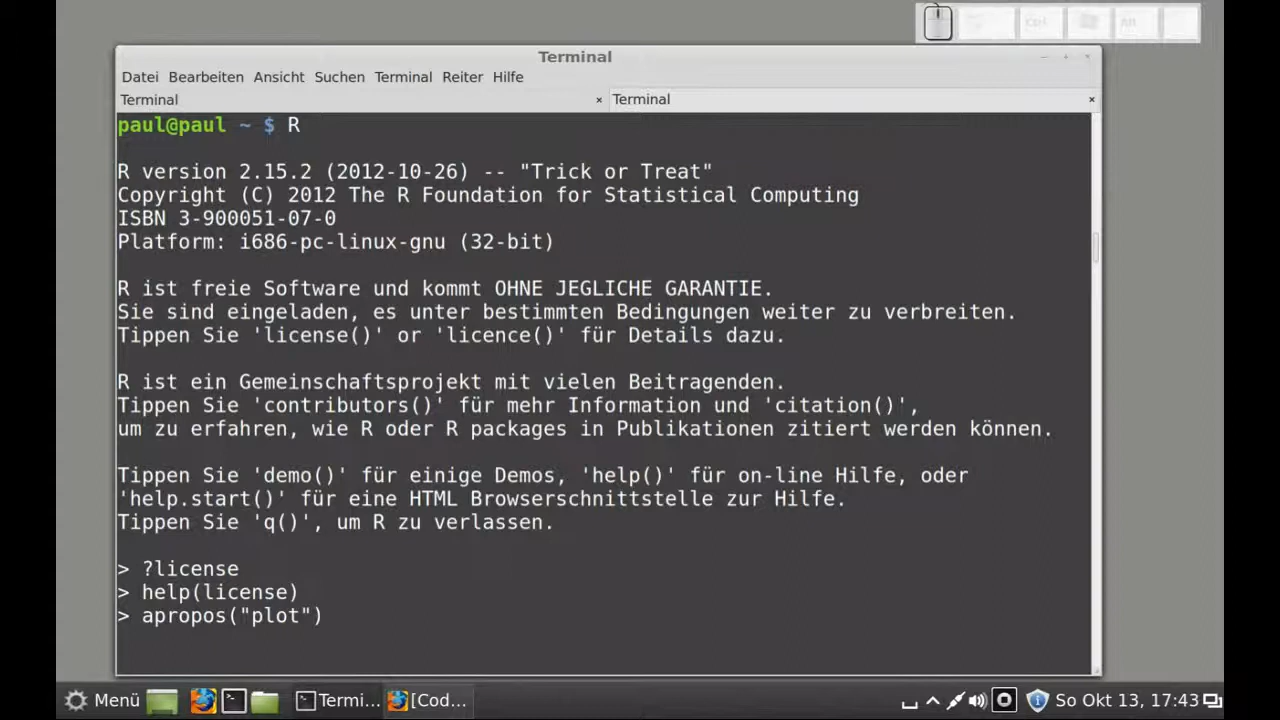 Terminal
Datei Bearbeiten Ansicht Suchen Terminal Reiter Hilfe
Terminal × Terminal ×
paul@paul ~ $ R
R version 2.15.2 (2012-10-26) -- "Trick or Treat"
Copyright (C) 2012 The R Foundation for Statistical Computing
ISBN 3-900051-07-0
Platform: i686-pc-linux-gnu (32-bit)
R ist freie Software und kommt OHNE JEGLICHE GARANTIE.
Sie sind eingeladen, es unter bestimmten Bedingungen weiter zu verbreiten.
Tippen Sie 'license()' or 'licence()' für Details dazu.
R ist ein Gemeinschaftsprojekt mit vielen Beitragenden.
Tippen Sie 'contributors()' für mehr Information und 'citation()',
um zu erfahren, wie R oder R packages in Publikationen zitiert werden können.
Tippen Sie 'demo()' für einige Demos, 'help()' für on-line Hilfe, oder
'help.start()' für eine HTML Browserschnittstelle zur Hilfe.
Tippen Sie 'q()', um R zu verlassen.
> ?license
> help(license)
> apropos("plot")
Menü Termi... [Cod... So Okt 13, 17:43